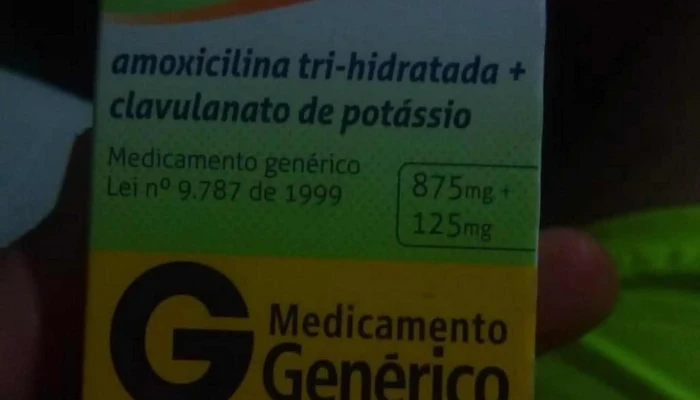 amoxicilina tri-hidratada +
clavulanato de potássio
Medicamento genérico
Lei nº 9.787 de 1999
875mg +
125mg
G Medicamento
Genérico